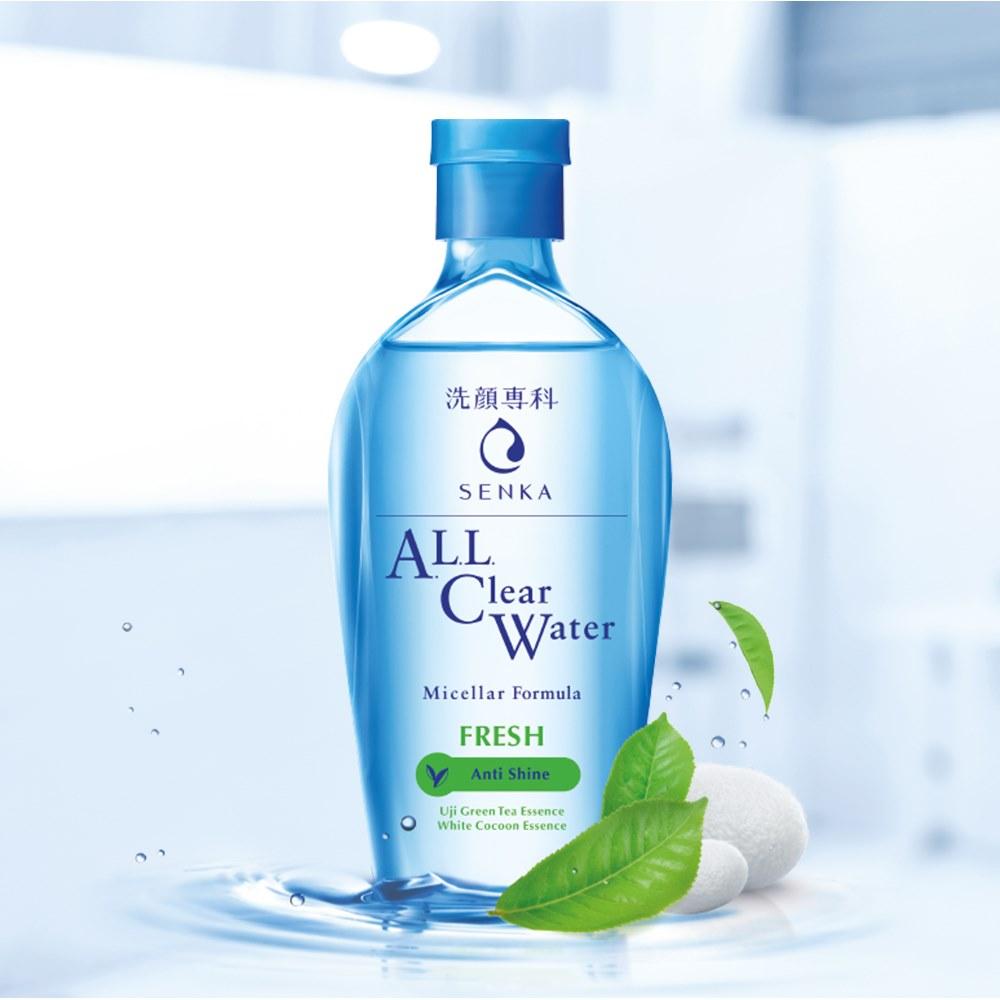 洗顔専科
SENKA
A.L.L.
Clear
Water
Micellar Formula
FRESH
Anti Shine
Uji Green Tea Essence
White Cocoon Essence